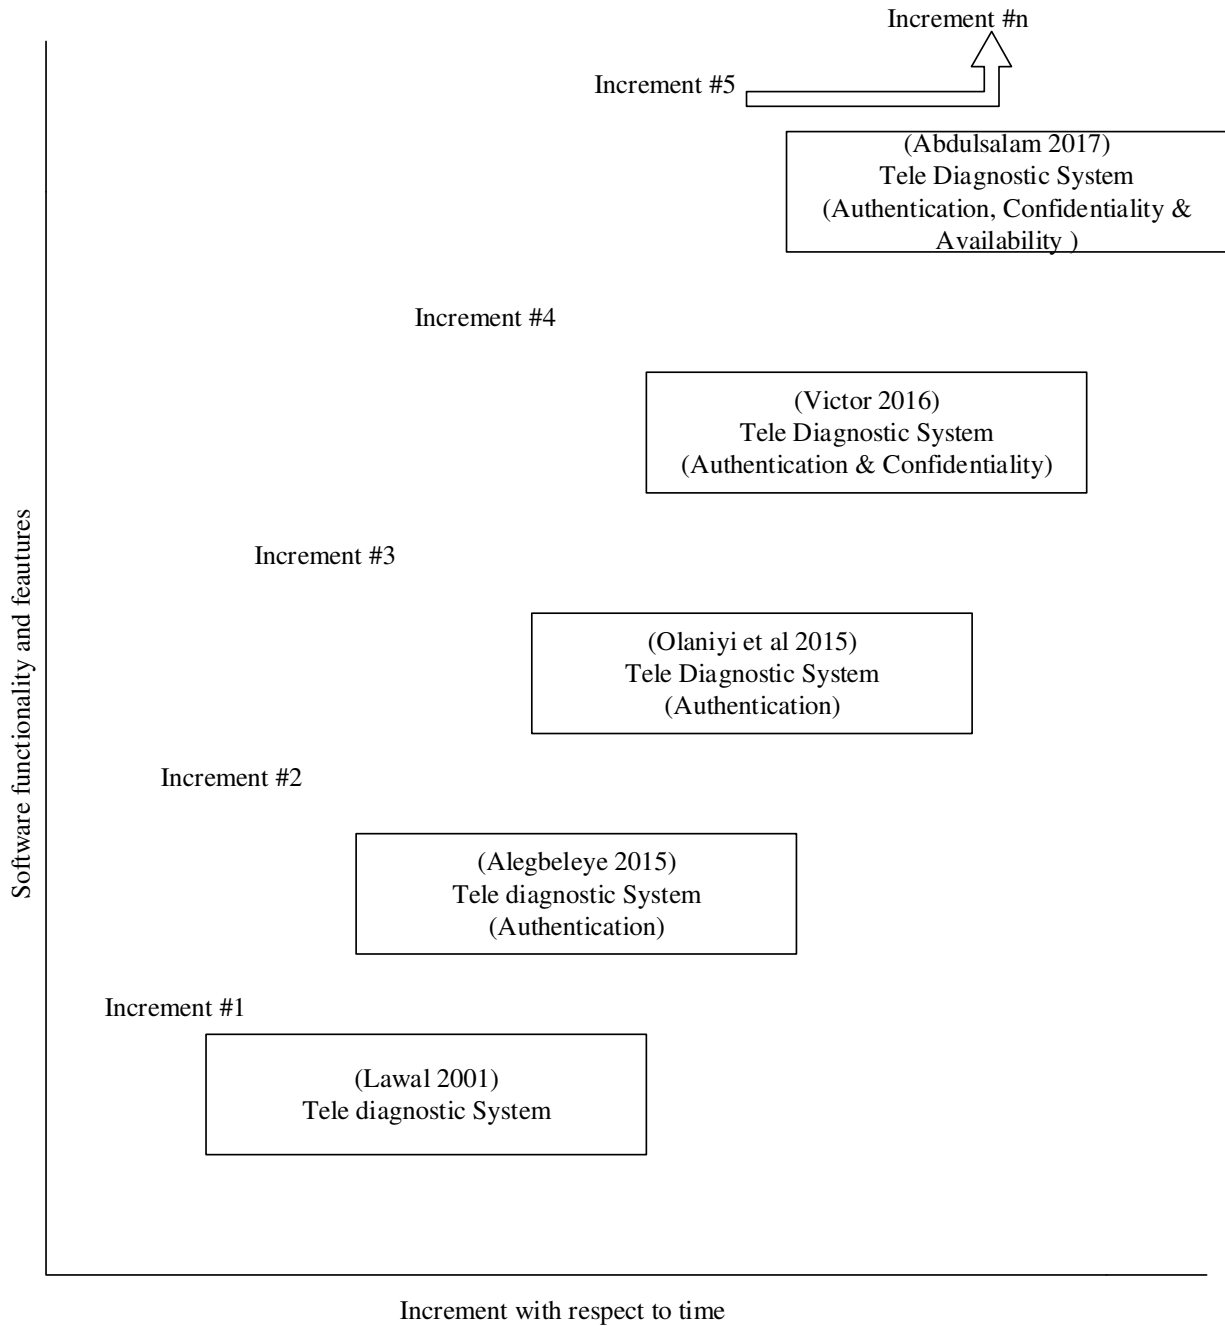 Increment #n
Increment #5
(Abdulsalam 2017)
Tele Diagnostic System
(Authentication, Confidentiality &
Availability )
Increment #4
(Victor 2016)
Tele Diagnostic System
(Authentication & Confidentiality)
Increment #3
(Olaniyi et al 2015)
Tele Diagnostic System
(Authentication)
Increment #2
(Alegbeleye 2015)
Tele diagnostic System
(Authentication)
Increment #1
(Lawal 2001)
Tele diagnostic System
Software functionality and feautures
Increment with respect to time